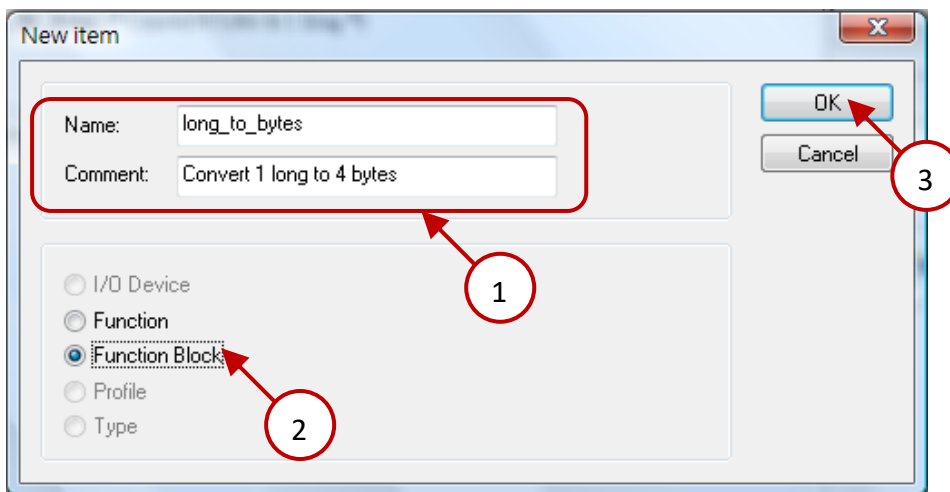 New item
Name: long_to_bytes
OK
Comment: Convert 1 long to 4 bytes
Cancel
3
1
I/O Device
Function
Function Block
Profile
Type
2